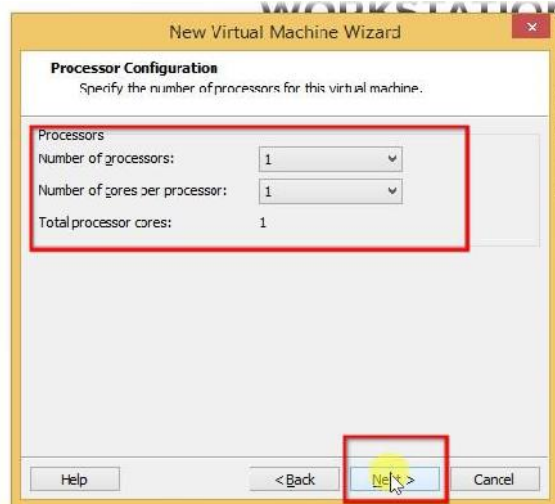 WORKSTATION
New Virtual Machine Wizard
Processor Configuration
Specify the number of processors for this virtual machine.
Processors
Number of processors: 1
Number of cores per processor: 1
Total processor cores: 1
Help < Back Next > Cancel